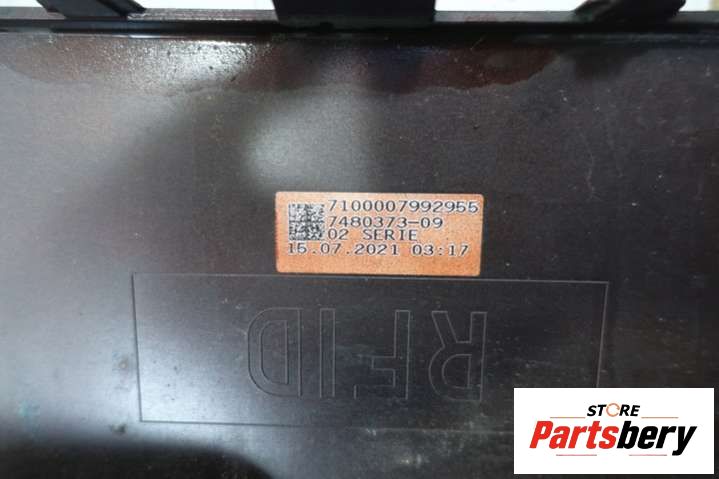 7100007992955
7480373-09
02 SERIE
15.07.2021 03:17
RFID
STORE
Partsbery